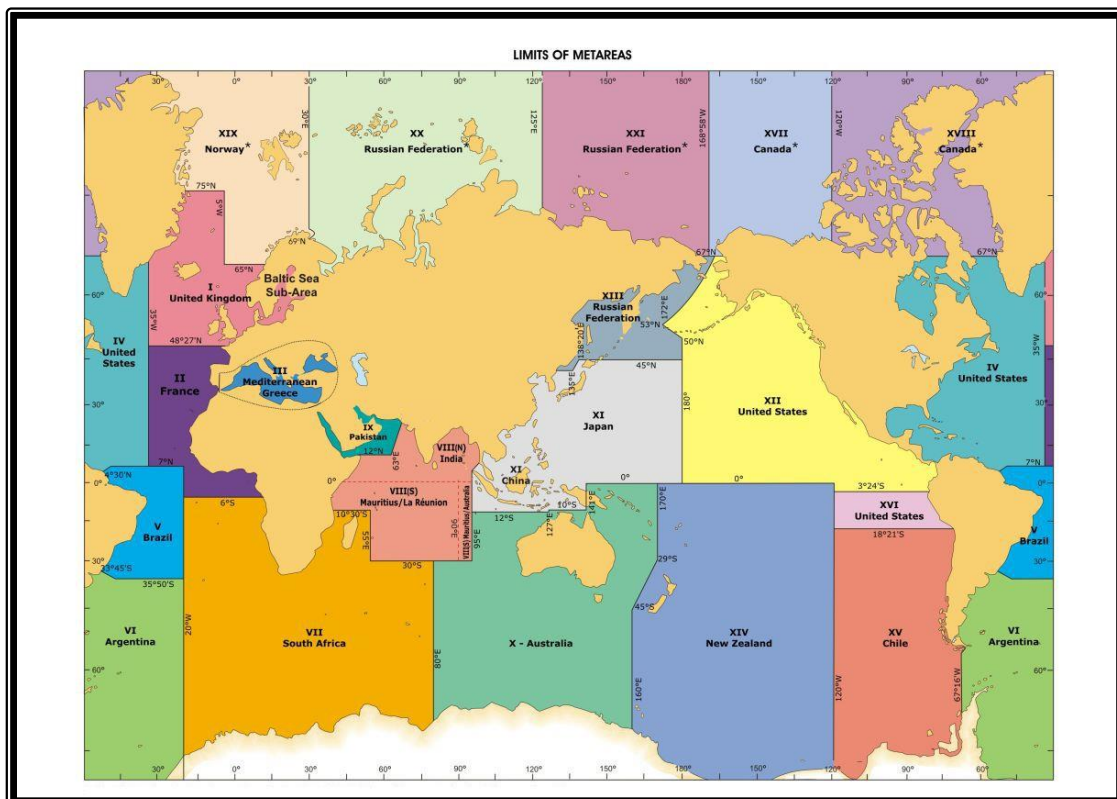 LIMITS OF METAREAS
30° 0° 30° 60° 90° 120° 150° 180° 150° 120° 90° 60°
30°E
125°E
168°58'W
120°W
XIX
Norway*
XX
Russian Federation*
XXI
Russian Federation*
XVII
Canada*
XVIII
Canada*
75°N
5°W
69°N
65°N
67°N
67°N
I
United Kingdom
Baltic Sea
Sub-Area
XIII
Russian
Federation
172°E
53°N
50°N
138°20'E
60°
60°
35°W
35°W
48°27'N
45°N
135°E
IV
United
States
II
France
III
Mediterranean
Greece
IX
Pakistan
12°N
63°E
VIII(N)
India
XI
Japan
180°
XII
United States
IV
United States
30°
30°
7°N
7°N
4°30'N
0°
0°
0°
0°
0°
XI
China
3°24'S
6°S
VIII(S)
Mauritius/La Réunion
VIII(S) Mauritius/Australia
10°30'S
55°E
90°E
95°E
12°S
10°S
127°E
141°E
170°E
XVI
United States
18°21'S
V
Brazil
V
Brazil
30°
30°
33°45'S
35°50'S
30°S
29°S
45°S
VI
Argentina
20°W
VII
South Africa
80°E
X - Australia
160°E
XIV
New Zealand
120°W
XV
Chile
67°16'W
VI
Argentina
60°
60°
30° 0° 30° 60° 90° 120° 150° 180° 150° 120° 90° 60°